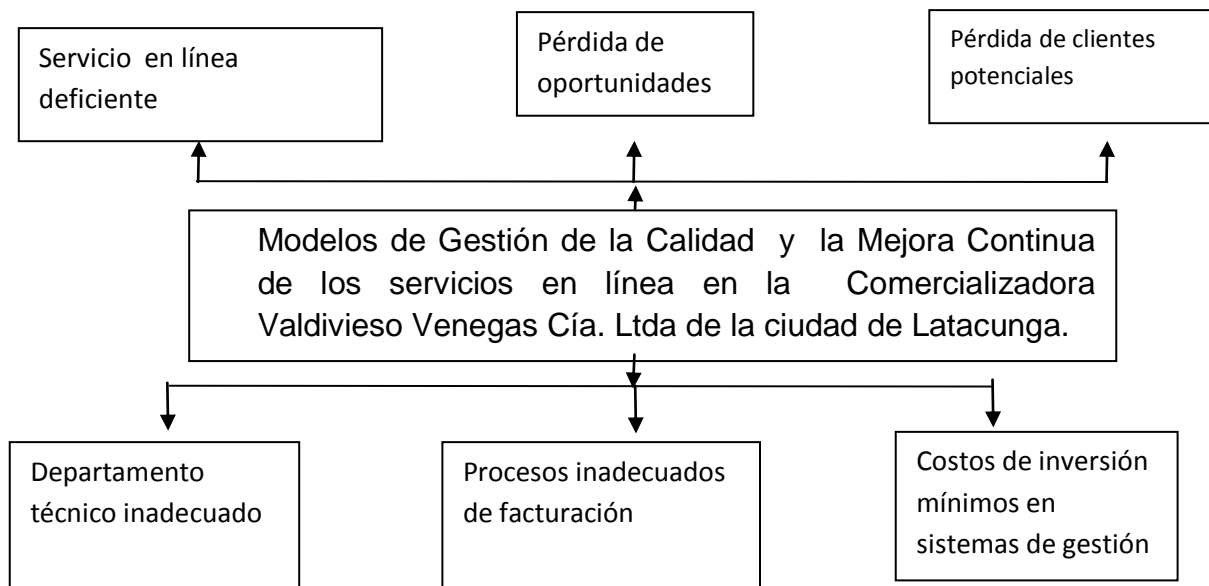 Servicio en línea
deficiente
Pérdida de
oportunidades
Pérdida de clientes
potenciales
Modelos de Gestión de la Calidad y la Mejora Continua
de los servicios en línea en la Comercializadora
Valdivieso Venegas Cía. Ltda de la ciudad de Latacunga.
Departamento
técnico inadecuado
Procesos inadecuados
de facturación
Costos de inversión
mínimos en
sistemas de gestión